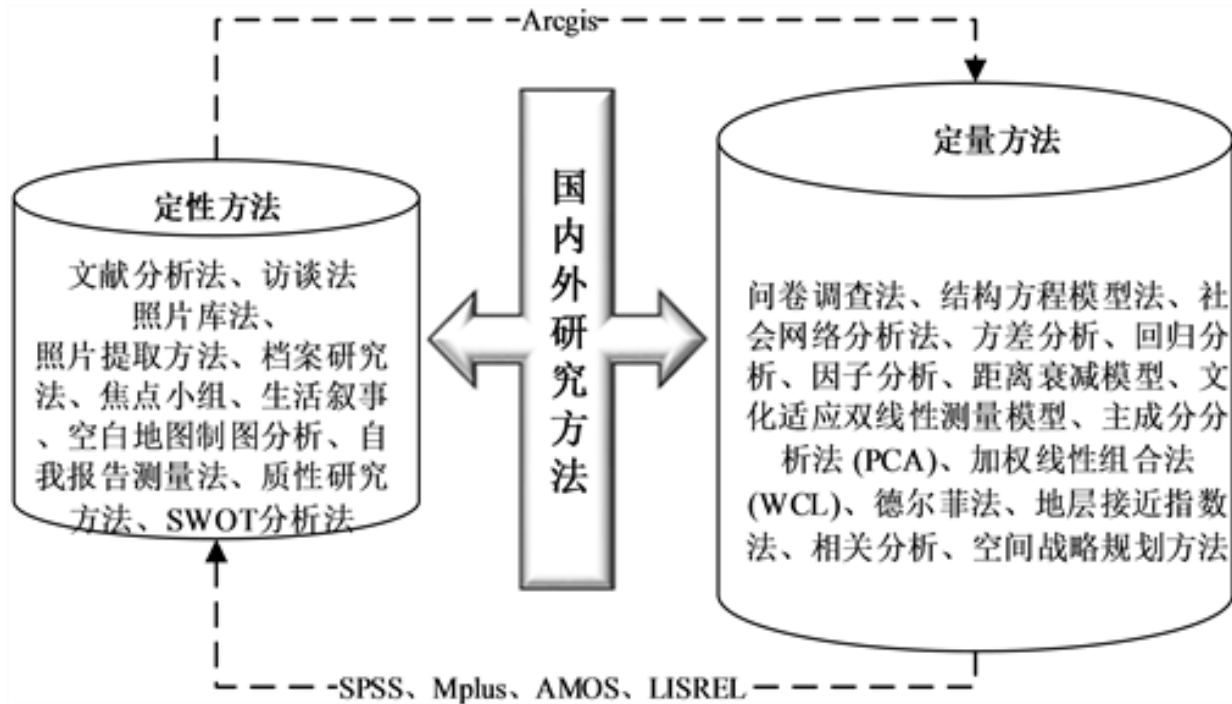 Arcgis
定性方法
文献分析法、访谈法
照片库法、
照片提取方法、档案研究
法、焦点小组、生活叙事
、空白地图制图分析、自
我报告测量法、质性研究
方法、SWOT分析法
国内外研究方法
定量方法
问卷调查法、结构方程模型法、社
会网络分析法、方差分析、回归分
析、因子分析、距离衰减模型、文
化适应双线性测量模型、主成分分
析法 (PCA)、加权线性组合法
(WCL)、德尔菲法、地层接近指数
法、相关分析、空间战略规划方法
SPSS、Mplus、AMOS、LISREL